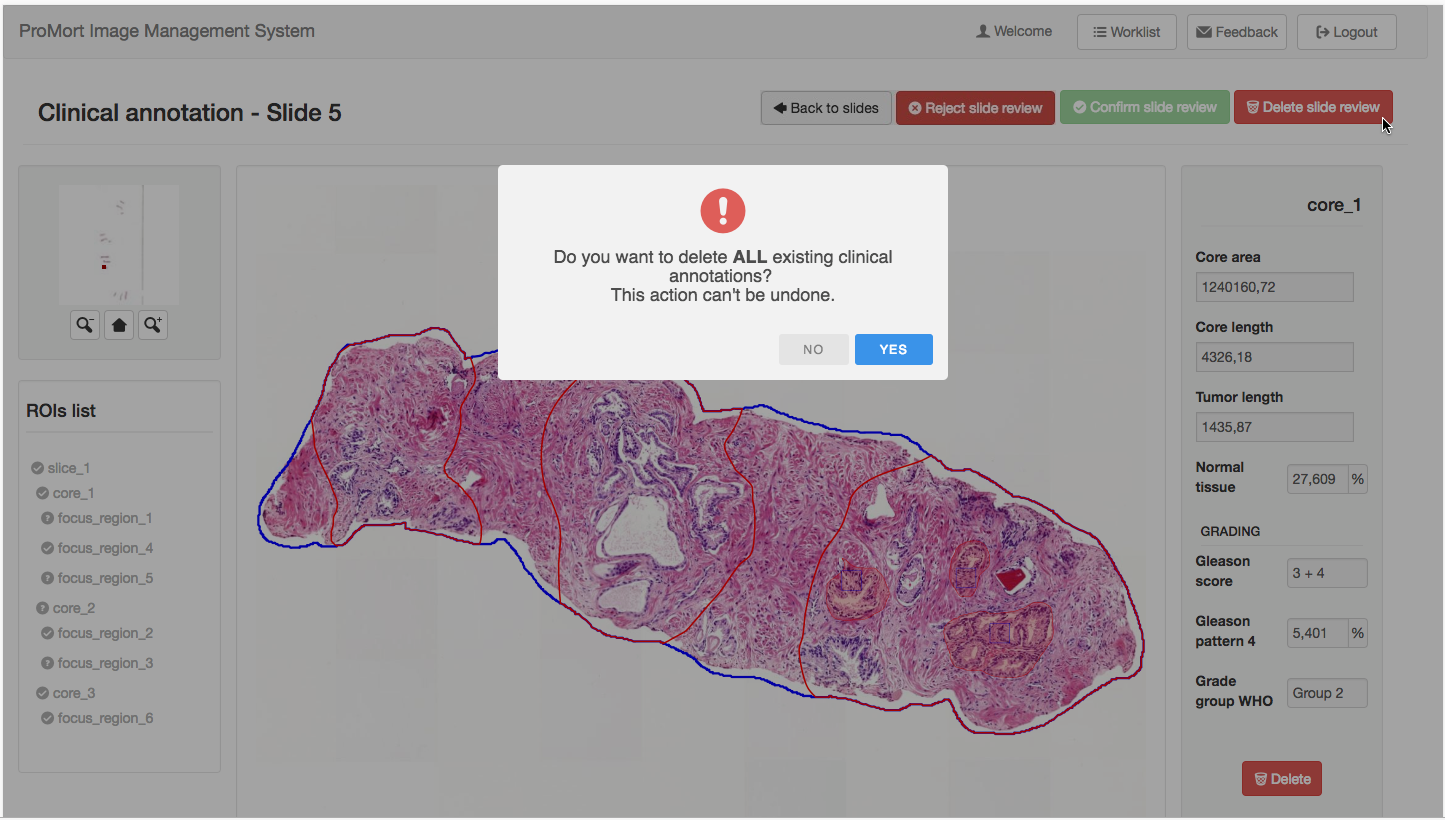 ProMort Image Management System
Welcome
Worklist
Feedback
Logout
Clinical annotation - Slide 5
Back to slides
Reject slide review
Confirm slide review
Delete slide review
Do you want to delete ALL existing clinical
annotations?
This action can't be undone.
NO
YES
ROIs list
slice_1
core_1
focus_region_1
focus_region_4
focus_region_5
core_2
focus_region_2
focus_region_3
core_3
focus_region_6
core_1
Core area
1240160,72
Core length
4326,18
Tumor length
1435,87
Normal
tissue
27,609 %
GRADING
Gleason
score
3 + 4
Gleason
pattern 4
5,401 %
Grade
group WHO
Group 2
Delete